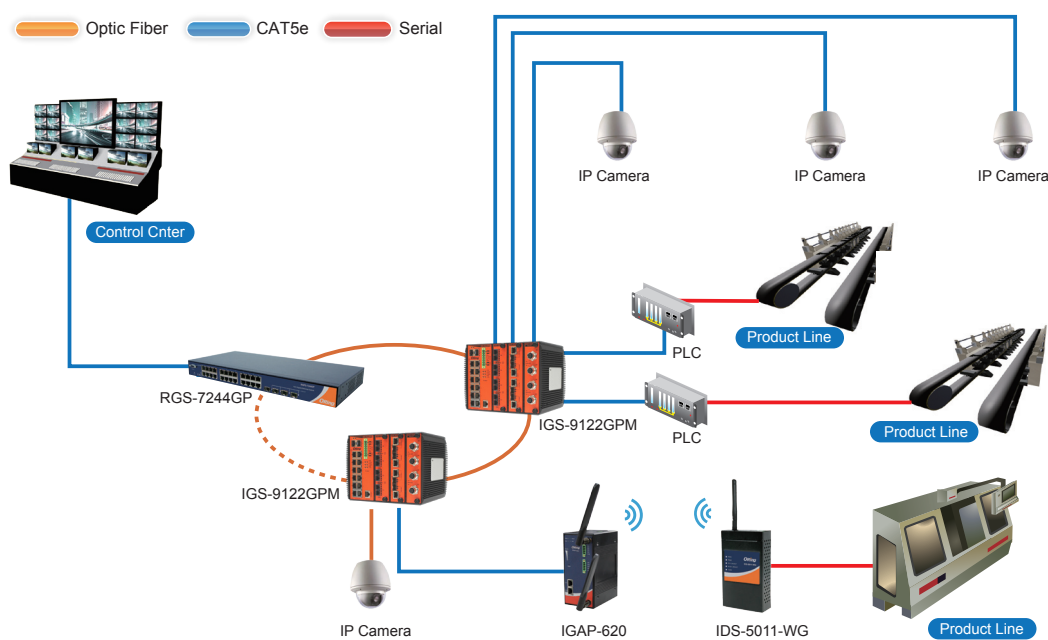 Optic Fiber
CAT5e
Serial
IP Camera
IP Camera
IP Camera
Control Cnter
PLC
Product Line
RGS-7244GP
IGS-9122GPM
PLC
Product Line
IGS-9122GPM
IP Camera
IGAP-620
IDS-5011-WG
Product Line